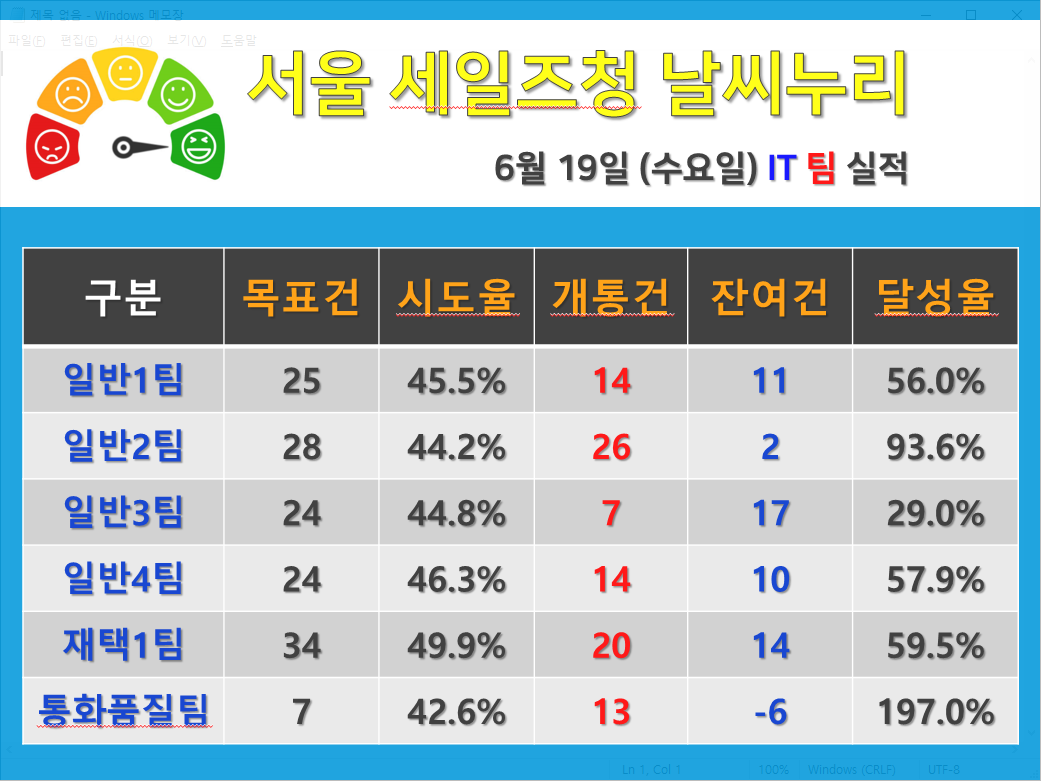 제목 없음 - Windows 메모장
파일(F) 편집(E) 서식(O) 보기(V) 도움말
서울 세일즈청 날씨누리
6월 19일 (수요일) IT 팀 실적
구분 목표건 시도율 개통건 잔여건 달성율
일반1팀 25 45.5% 14 11 56.0%
일반2팀 28 44.2% 26 2 93.6%
일반3팀 24 44.8% 7 17 29.0%
일반4팀 24 46.3% 14 10 57.9%
재택1팀 34 49.9% 20 14 59.5%
통화품질팀 7 42.6% 13 -6 197.0%
Ln 1, Col 1 100% Windows (CRLF) UTF-8